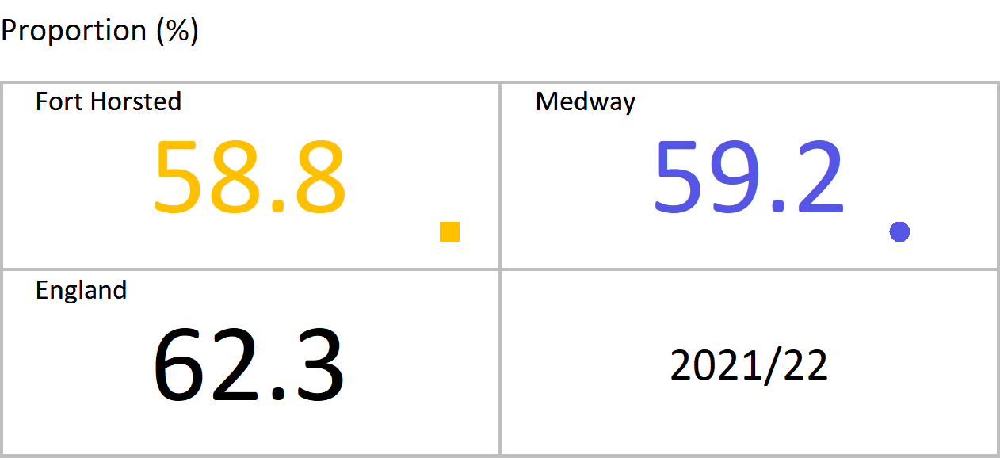 Proportion (%)
Fort Horsted
58.8
Medway
59.2
England
62.3
2021/22